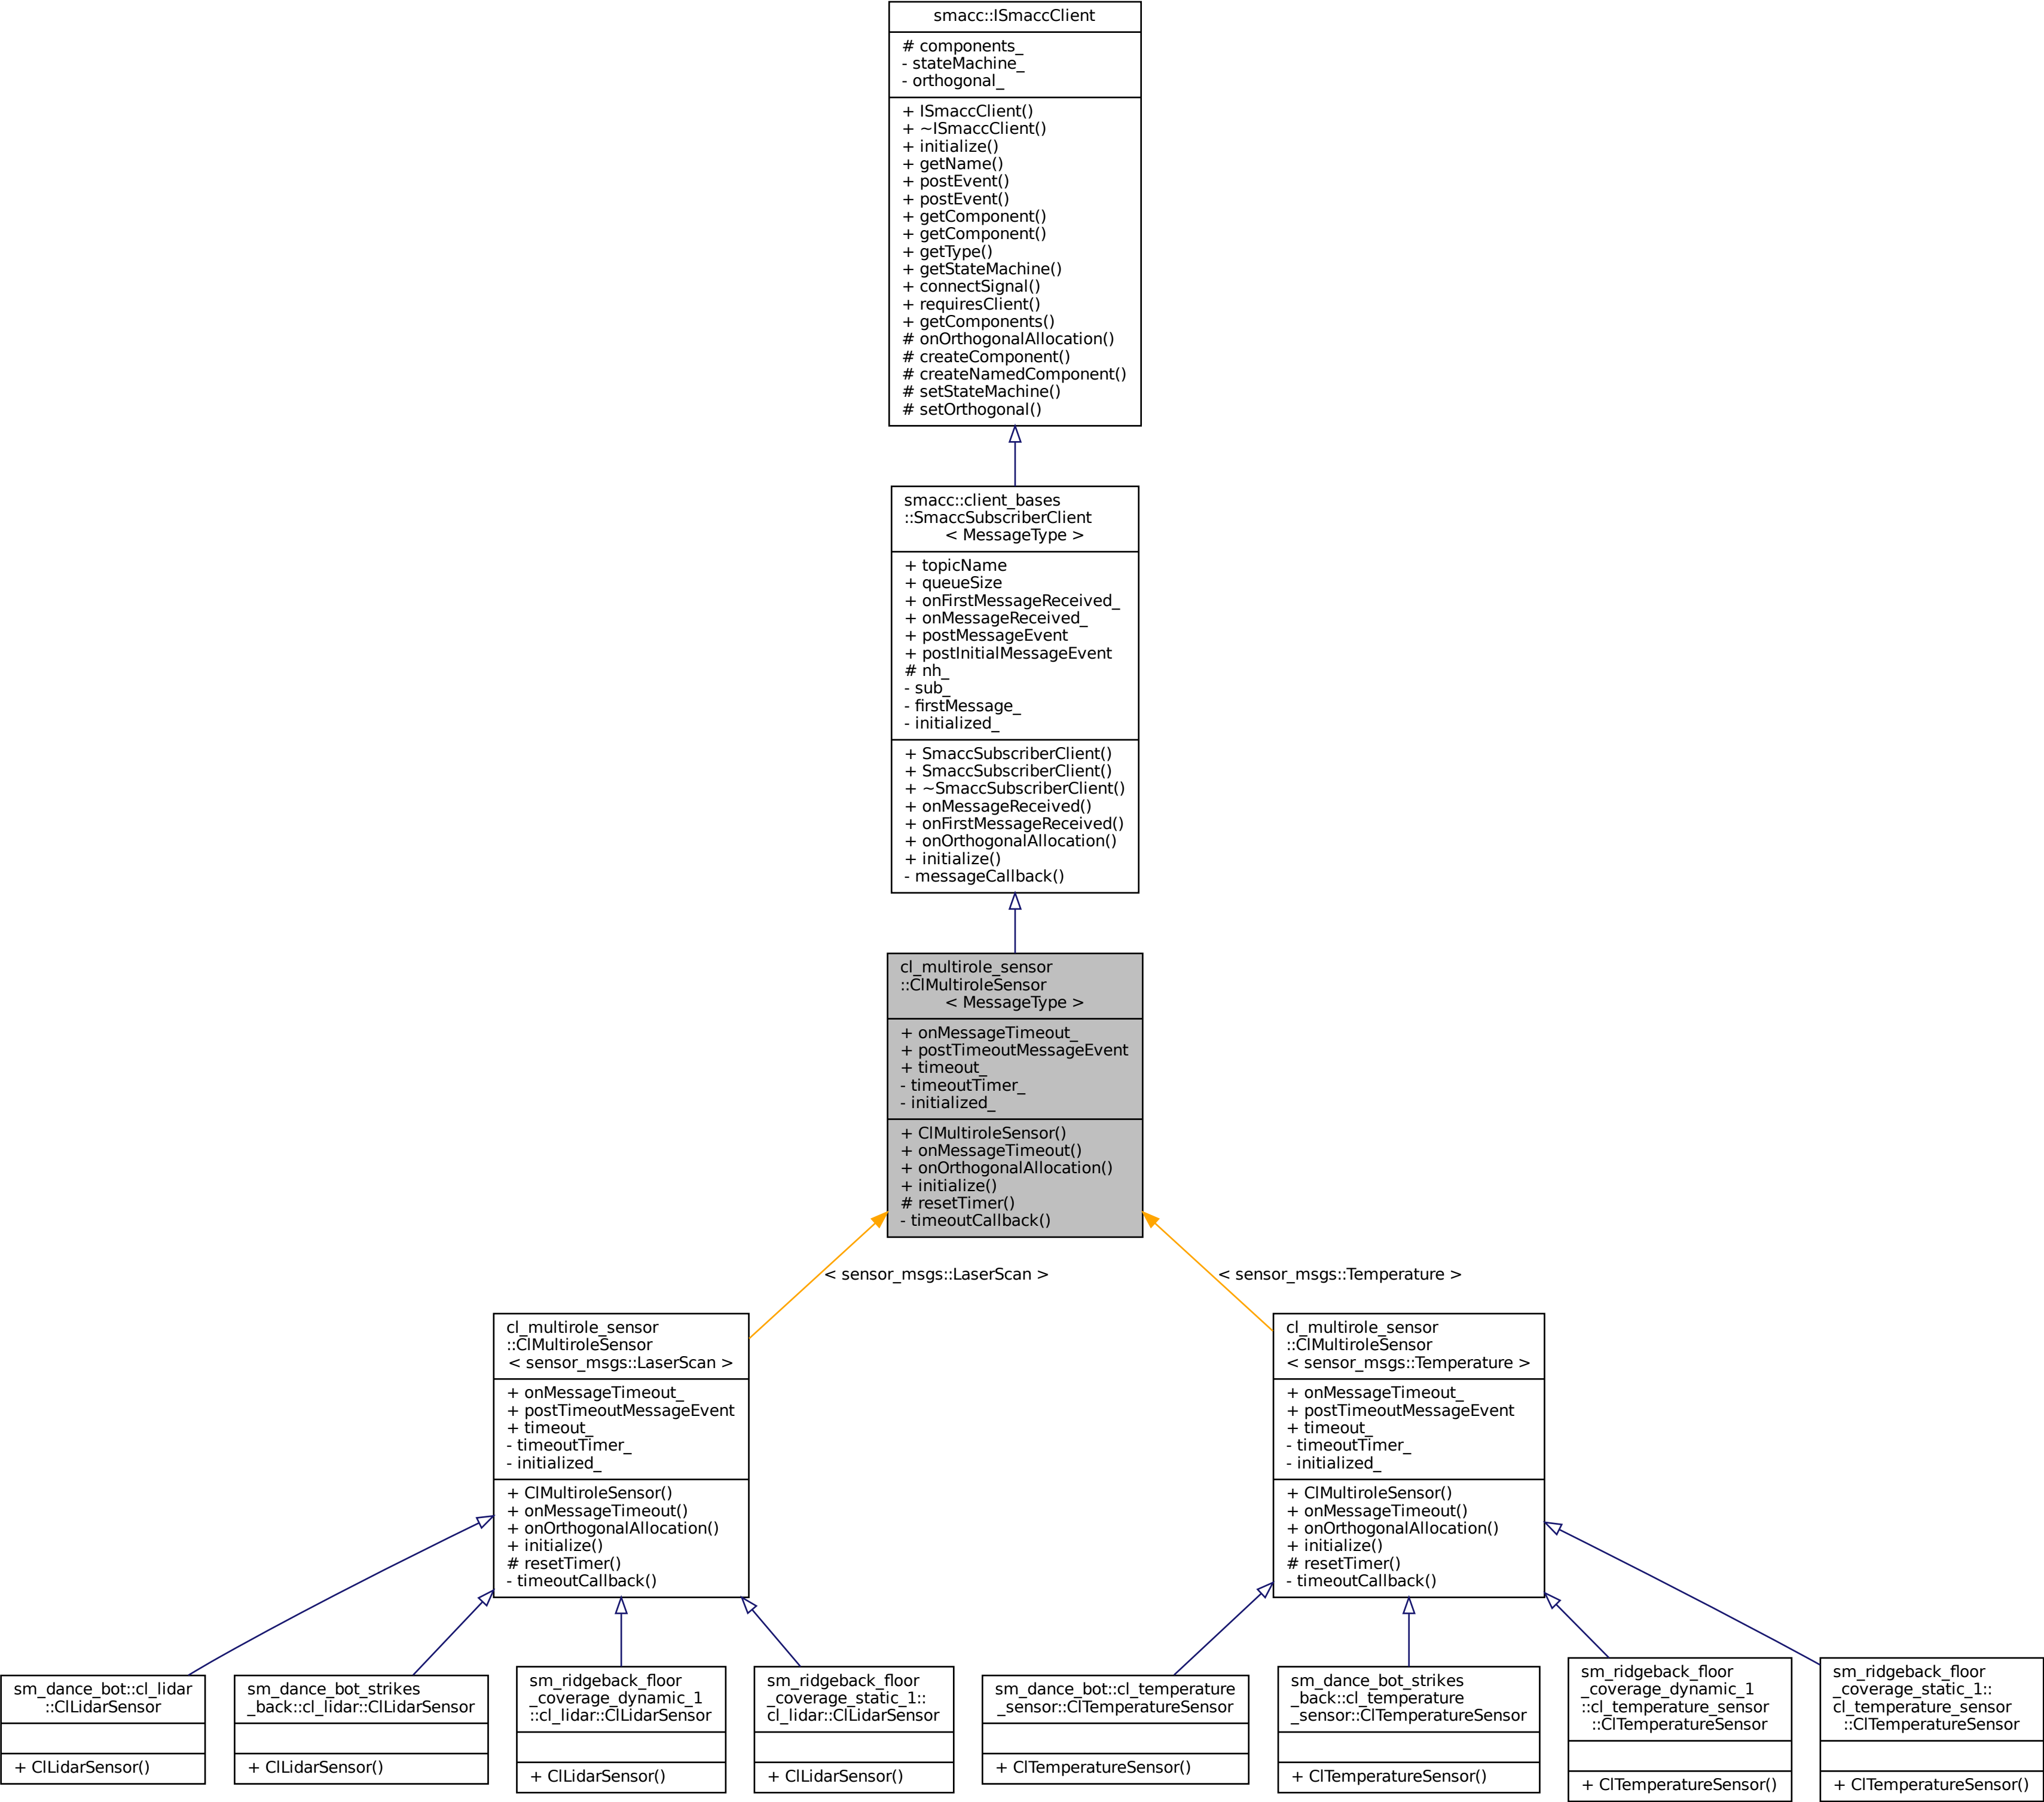 smacc::ISmaccClient
# components_
- stateMachine_
- orthogonal_
+ ISmaccClient()
+ ~ISmaccClient()
+ initialize()
+ getName()
+ postEvent()
+ postEvent()
+ getComponent()
+ getComponent()
+ getType()
+ getStateMachine()
+ connectSignal()
+ requiresClient()
+ getComponents()
# onOrthogonalAllocation()
# createComponent()
# createNamedComponent()
# setStateMachine()
# setOrthogonal()
smacc::client_bases
::SmaccSubscriberClient
< MessageType >
+ topicName
+ queueSize
+ onFirstMessageReceived_
+ onMessageReceived_
+ postMessageEvent
+ postInitialMessageEvent
# nh_
- sub_
- firstMessage_
- initialized_
+ SmaccSubscriberClient()
+ SmaccSubscriberClient()
+ ~SmaccSubscriberClient()
+ onMessageReceived()
+ onFirstMessageReceived()
+ onOrthogonalAllocation()
+ initialize()
- messageCallback()
cl_multirole_sensor
::ClMultiroleSensor
< MessageType >
+ onMessageTimeout_
+ postTimeoutMessageEvent
+ timeout_
- timeoutTimer_
- initialized_
+ ClMultiroleSensor()
+ onMessageTimeout()
+ onOrthogonalAllocation()
+ initialize()
# resetTimer()
- timeoutCallback()
< sensor_msgs::LaserScan >
< sensor_msgs::Temperature >
cl_multirole_sensor
::ClMultiroleSensor
< sensor_msgs::LaserScan >
+ onMessageTimeout_
+ postTimeoutMessageEvent
+ timeout_
- timeoutTimer_
- initialized_
+ ClMultiroleSensor()
+ onMessageTimeout()
+ onOrthogonalAllocation()
+ initialize()
# resetTimer()
- timeoutCallback()
cl_multirole_sensor
::ClMultiroleSensor
< sensor_msgs::Temperature >
+ onMessageTimeout_
+ postTimeoutMessageEvent
+ timeout_
- timeoutTimer_
- initialized_
+ ClMultiroleSensor()
+ onMessageTimeout()
+ onOrthogonalAllocation()
+ initialize()
# resetTimer()
- timeoutCallback()
sm_dance_bot::cl_lidar
::ClLidarSensor
+ ClLidarSensor()
sm_dance_bot_strikes
_back::cl_lidar::ClLidarSensor
+ ClLidarSensor()
sm_ridgeback_floor
_coverage_dynamic_1
::cl_lidar::ClLidarSensor
+ ClLidarSensor()
sm_ridgeback_floor
_coverage_static_1::
cl_lidar::ClLidarSensor
+ ClLidarSensor()
sm_dance_bot::cl_temperature
_sensor::ClTemperatureSensor
+ ClTemperatureSensor()
sm_dance_bot_strikes
_back::cl_temperature
_sensor::ClTemperatureSensor
+ ClTemperatureSensor()
sm_ridgeback_floor
_coverage_dynamic_1
::cl_temperature_sensor
::ClTemperatureSensor
+ ClTemperatureSensor()
sm_ridgeback_floor
_coverage_static_1::
cl_temperature_sensor
::ClTemperatureSensor
+ ClTemperatureSensor()